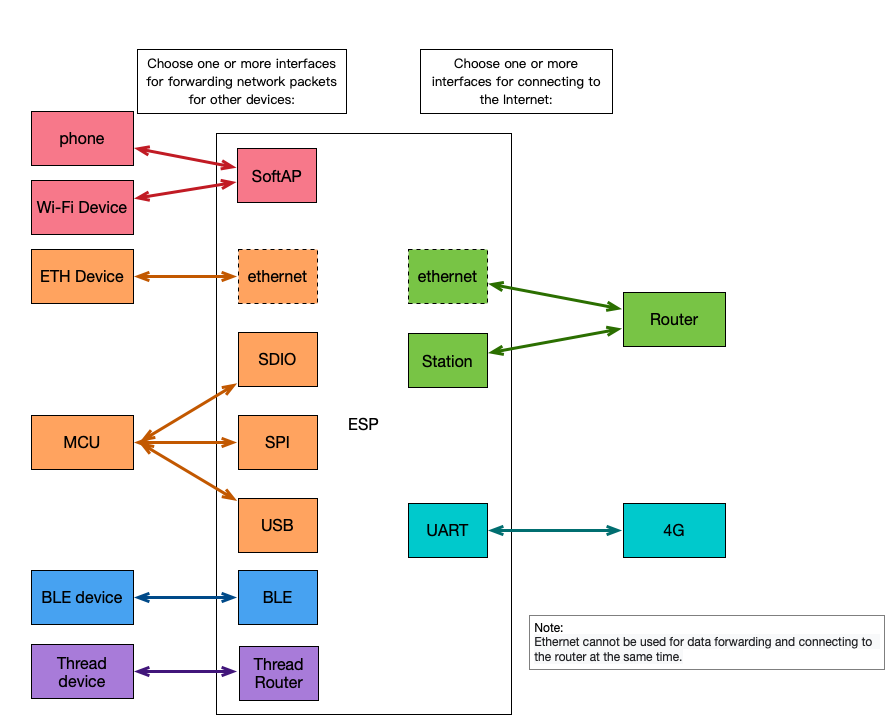 Choose one or more interfaces
for forwarding network packets
for other devices:
Choose one or more
interfaces for connecting to
the Internet:
phone
SoftAP
Wi-Fi Device
ETH Device
ethernet
ethernet
Router
SDIO
Station
ESP
MCU
SPI
USB
UART
4G
BLE device
BLE
Note:
Ethernet cannot be used for data forwarding and connecting to
the router at the same time.
Thread
device
Thread
Router